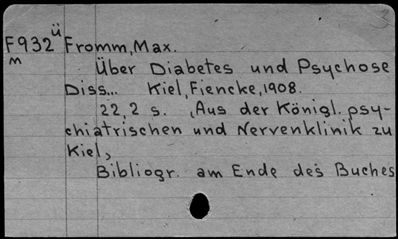 F932ü Fromm, Max.
m
Über Diabetes und Psychose
Diss... Kiel, Fiencke, 1908.
22, 2 s. ‚Aus der Königl. psy-
chiatrischen und Nervenklinik zu
Kiel,
Bibliogr. am Ende des Buches